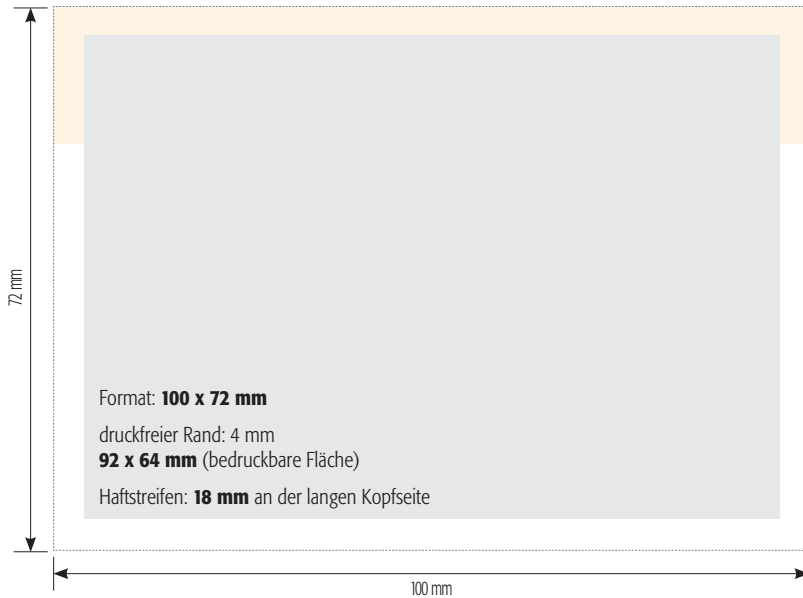 72 mm
Format: 100 x 72 mm
druckfreier Rand: 4 mm
92 x 64 mm (bedruckbare Fläche)
Haftstreifen: 18 mm an der langen Kopfseite
100 mm